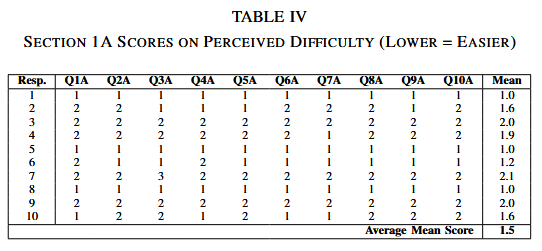 TABLE IV
SECTION 1A SCORES ON PERCEIVED DIFFICULTY (LOWER = EASIER)
Resp. Q1A Q2A Q3A Q4A Q5A Q6A Q7A Q8A Q9A Q10A Mean
1 1 1 1 1 1 1 1 1 1 1 1.0
2 2 2 1 1 1 2 2 2 1 2 1.6
3 2 2 2 2 2 2 2 2 2 2 2.0
4 2 2 2 2 2 2 1 2 2 2 1.9
5 1 1 1 1 1 1 1 1 1 1 1.0
6 2 1 1 2 1 1 1 1 1 1 1.2
7 2 2 3 2 2 2 2 2 2 2 2.1
8 1 1 1 1 1 1 1 1 1 1 1.0
9 2 2 2 2 2 2 2 2 2 2 2.0
10 1 2 2 1 2 1 1 2 2 2 1.6
Average Mean Score 1.5